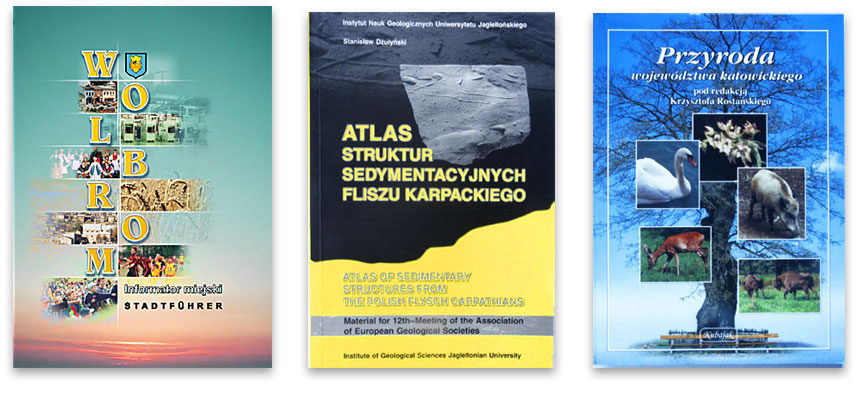 WOLBROM
Informator miejski
STADTFÜHRER
Instytut Nauk Geologicznych Uniwersytetu Jagiellońskiego
Stanisław Dżułyński
ATLAS
STRUKTUR
SEDYMENTACYJNYCH
FLISZU KARPACKIEGO
ATLAS OF SEDIMENTARY
STRUCTURES FROM
THE POLISH FLYSCH CARPATHIANS
Material for 12th–Meeting of the Association
of European Geological Societies
Institute of Geological Sciences Jagiellonian University
Przyroda
województwa katowickiego
pod redakcją
Krzysztofa Rostańskiego
Kubajak